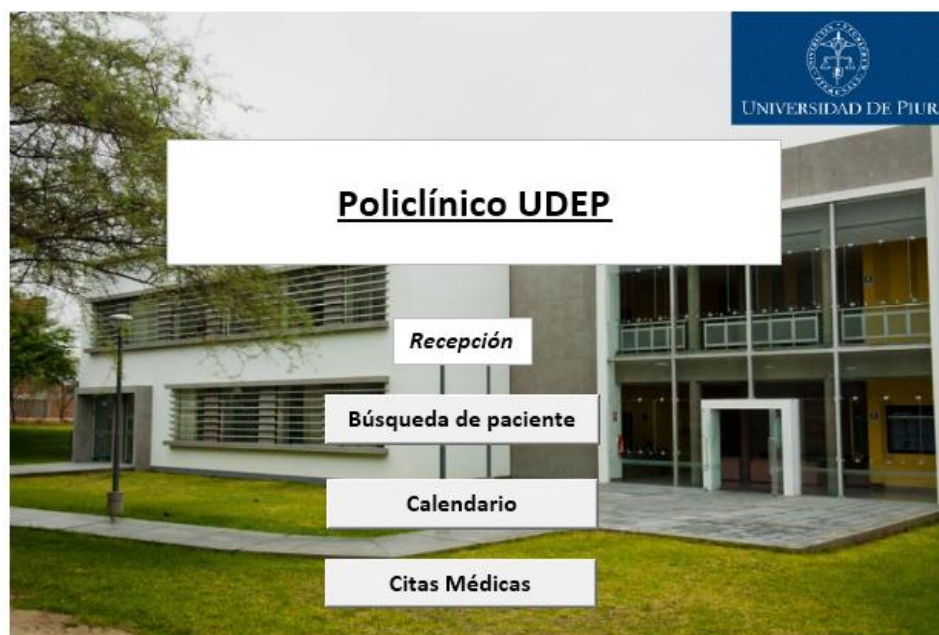 UNIVERSIDAD DE PIUR
Policlínico UDEP
Recepción
Búsqueda de paciente
Calendario
Citas Médicas